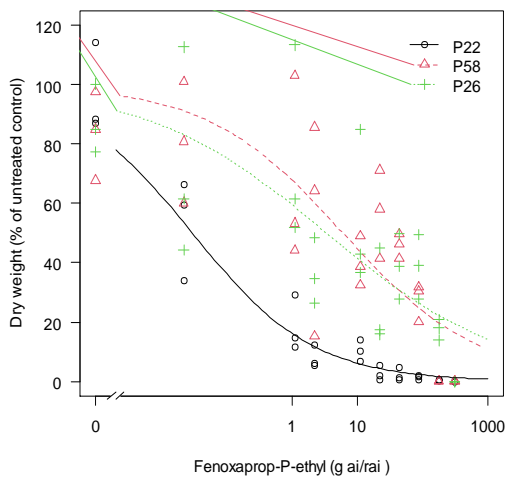 120
100
80
60
40
20
0
Dry weight (% of untreated control)
P22
P58
P26
0
1
10
1000
Fenoxaprop-P-ethyl (g ai/rai )